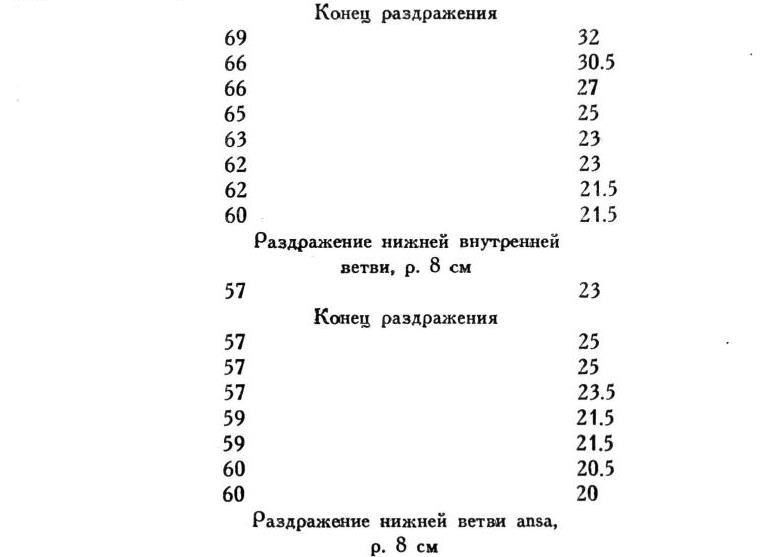 Конец раздражения
69 32
66 30.5
66 27
65 25
63 23
62 23
62 21.5
60 21.5
Раздражение нижней внутренней
ветви, р. 8 см
57 23
Конец раздражения
57 25
57 25
57 23.5
59 21.5
59 21.5
60 20.5
60 20
Раздражение нижней ветви ansa,
р. 8 см